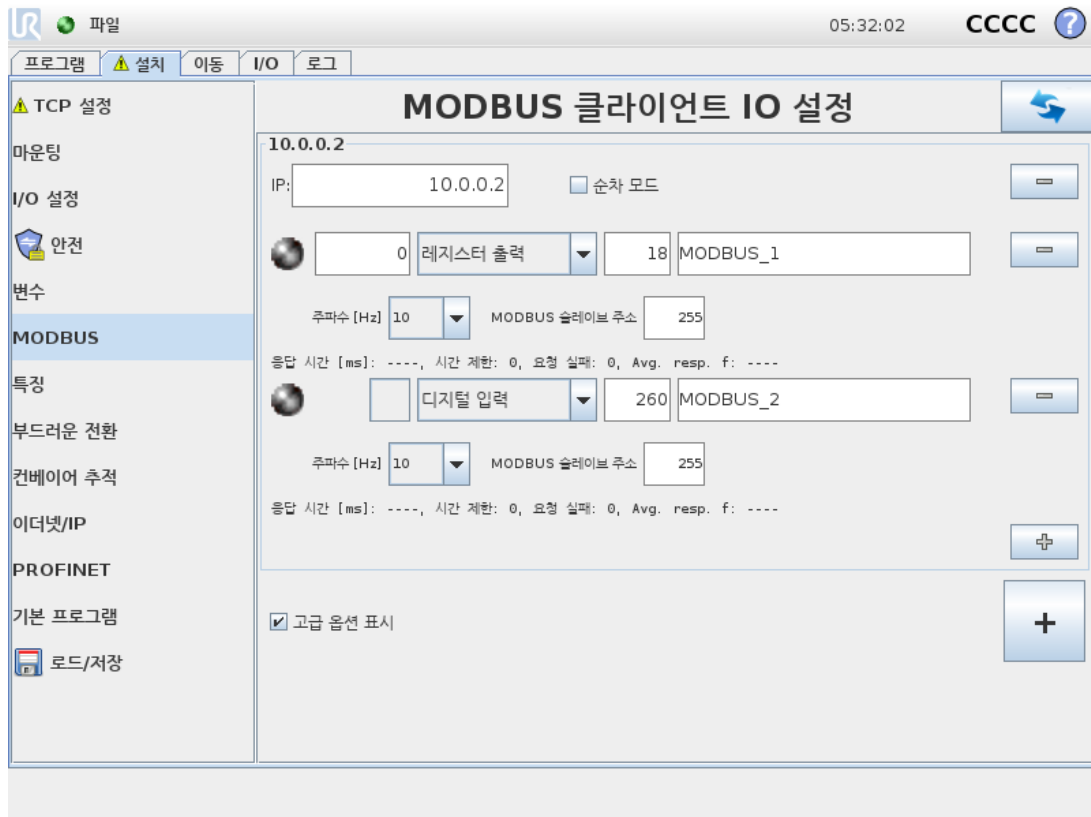 UR 파일 05:32:02 CCCC ?
프로그램 설치 이동 I/O 로그
TCP 설정
마운팅
I/O 설정
안전
변수
MODBUS
특징
부드러운 전환
컨베이어 추적
이더넷/IP
PROFINET
기본 프로그램
로드/저장
MODBUS 클라이언트 IO 설정
10.0.0.2
IP: 10.0.0.2 순차 모드
0 레지스터 출력 18 MODBUS_1
주파수 [Hz] 10 MODBUS 슬레이브 주소 255
응답 시간 [ms]: ----, 시간 제한: 0, 요청 실패: 0, Avg. resp. f: ----
디지털 입력 260 MODBUS_2
주파수 [Hz] 10 MODBUS 슬레이브 주소 255
응답 시간 [ms]: ----, 시간 제한: 0, 요청 실패: 0, Avg. resp. f: ----
고급 옵션 표시